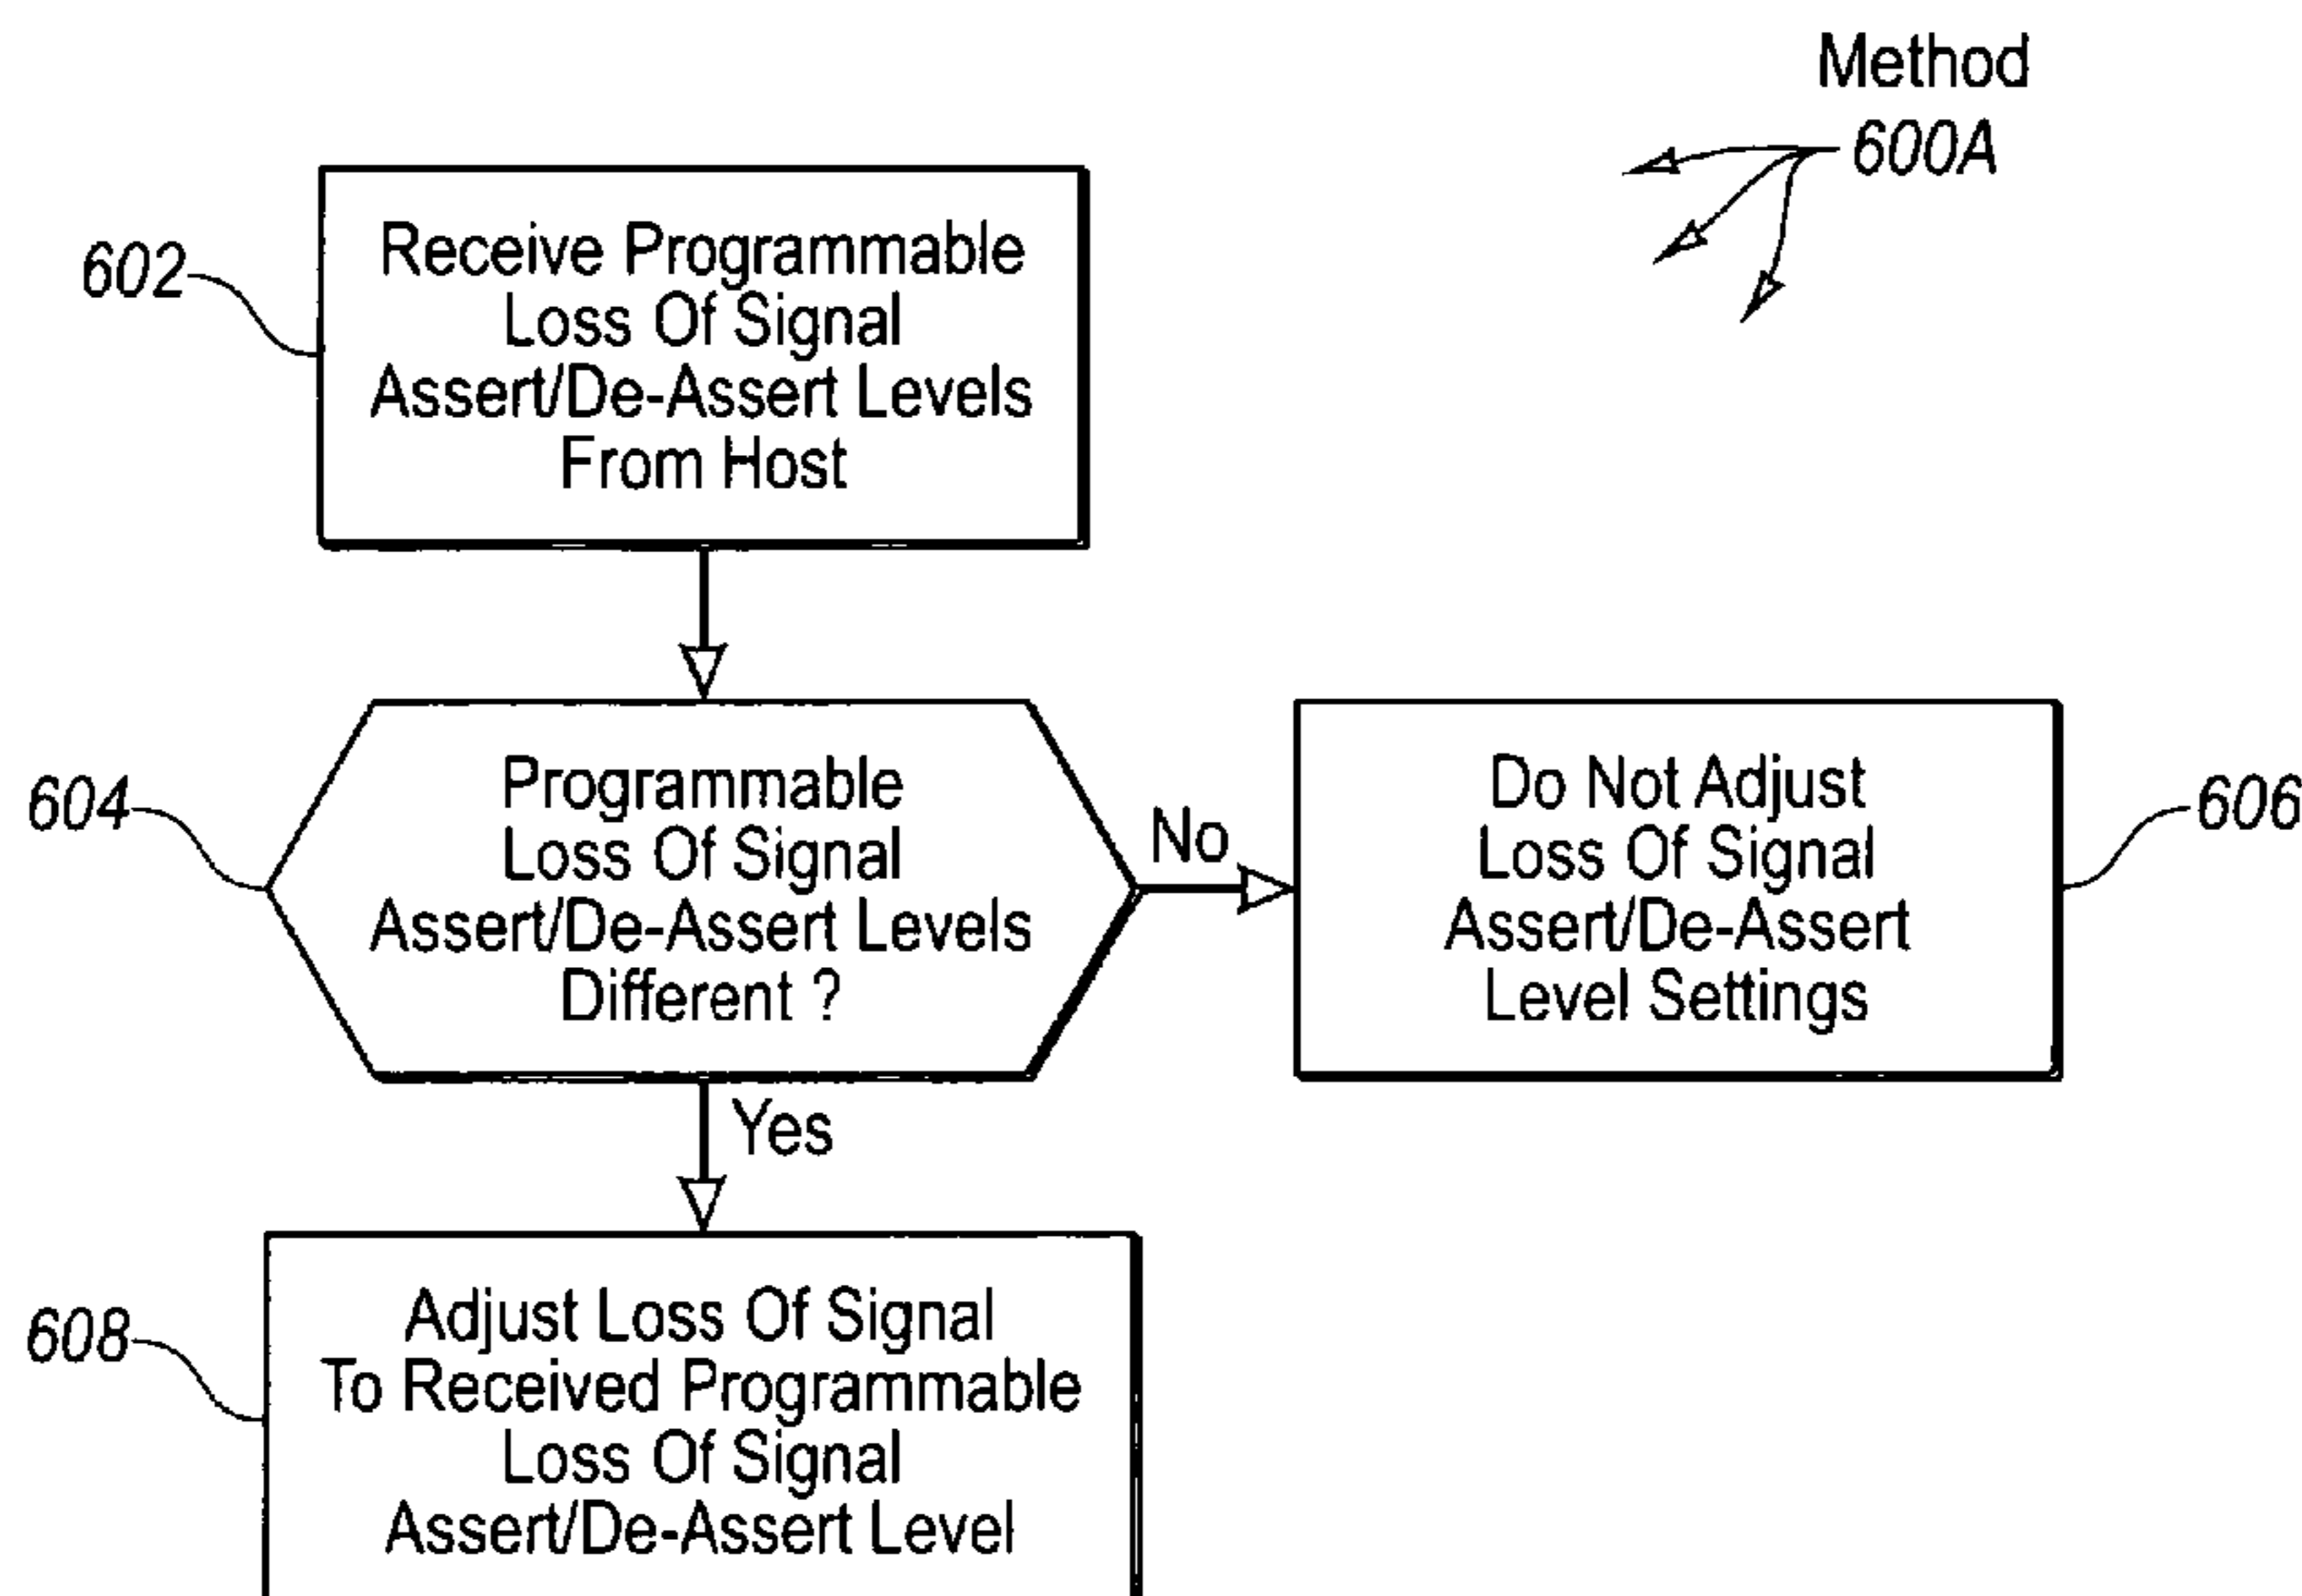 Method
600A
602
Receive Programmable
Loss Of Signal
Assert/De-Assert Levels
From Host
604
Programmable
Loss Of Signal
Assert/De-Assert Levels
Different ?
No
Do Not Adjust
Loss Of Signal
Assert/De-Assert
Level Settings
606
Yes
608
Adjust Loss Of Signal
To Received Programmable
Loss Of Signal
Assert/De-Assert Level